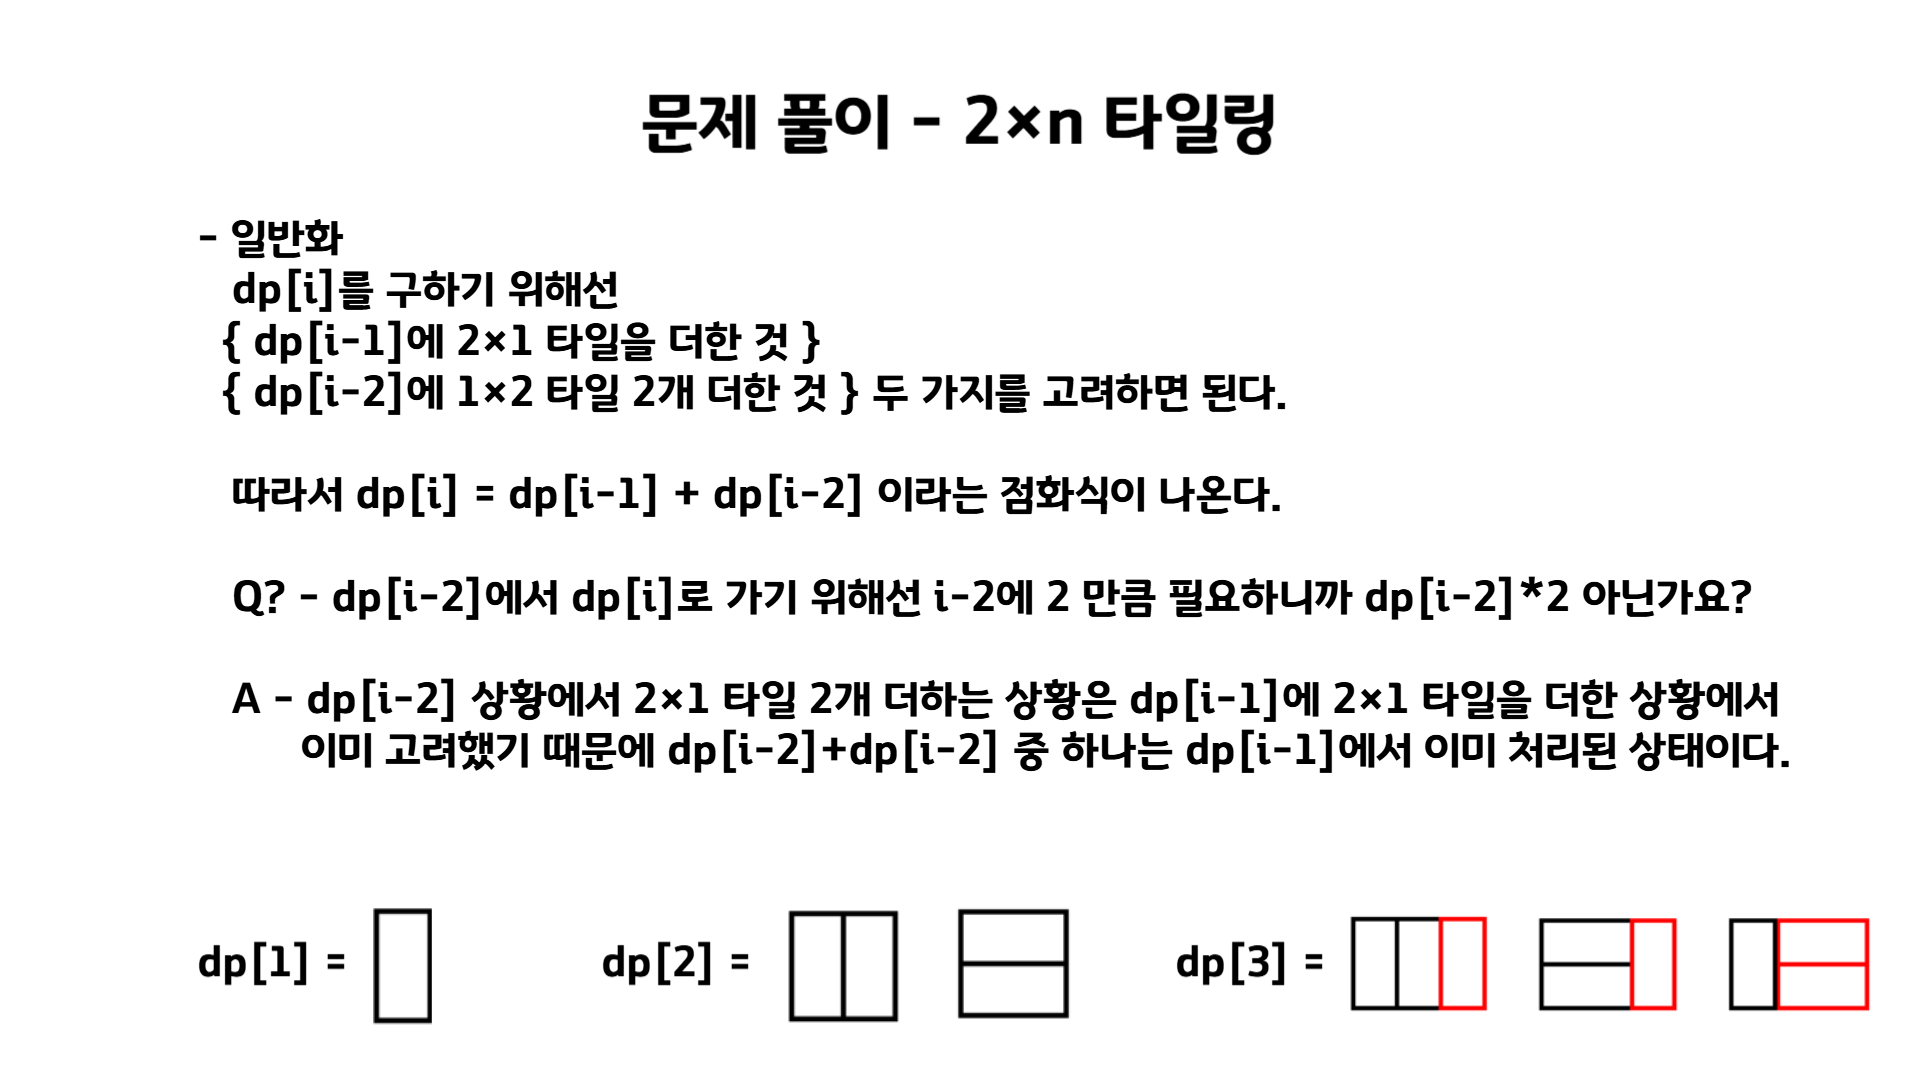 문제 풀이 - 2×n 타일링
- 일반화
dp[i]를 구하기 위해선
{ dp[i-1]에 2×1 타일을 더한 것 }
{ dp[i-2]에 1×2 타일 2개 더한 것 } 두 가지를 고려하면 된다.
따라서 dp[i] = dp[i-1] + dp[i-2] 이라는 점화식이 나온다.
Q? - dp[i-2]에서 dp[i]로 가기 위해선 i-2에 2 만큼 필요하니까 dp[i-2]*2 아닌가요?
A - dp[i-2] 상황에서 2×1 타일 2개 더하는 상황은 dp[i-1]에 2×1 타일을 더한 상황에서
이미 고려했기 때문에 dp[i-2]+dp[i-2] 중 하나는 dp[i-1]에서 이미 처리된 상태이다.
dp[1] = dp[2] = dp[3] =